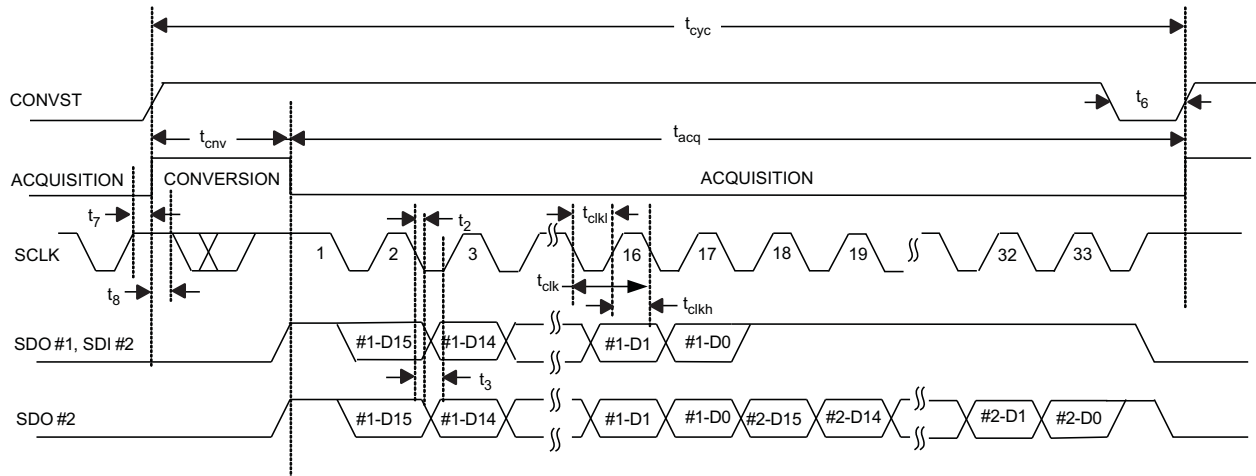 tcyc
CONVST
t6
tcnv
tacq
ACQUISITION CONVERSION ACQUISITION
t7
t2
tclkl
SCLK 1 2 3 16 17 18 19 32 33
t8
tclk
tclkh
SDO #1, SDI #2 #1-D15 #1-D14 #1-D1 #1-D0
t3
SDO #2 #1-D15 #1-D14 #1-D1 #1-D0 #2-D15 #2-D14 #2-D1 #2-D0